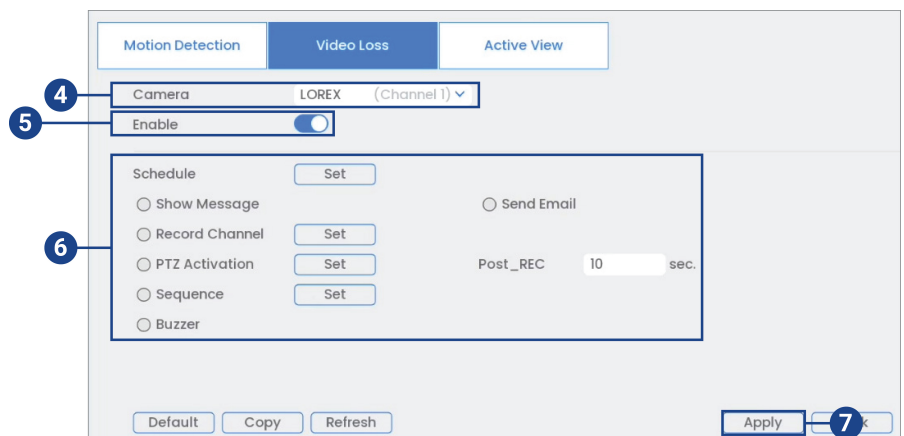 Motion Detection Video Loss Active View
4 Camera LOREX (Channel 1)
5 Enable
Schedule Set
Show Message Send Email
Record Channel Set
6
PTZ Activation Set Post_REC 10 sec.
Sequence Set
Buzzer
Default Copy Refresh Apply 7